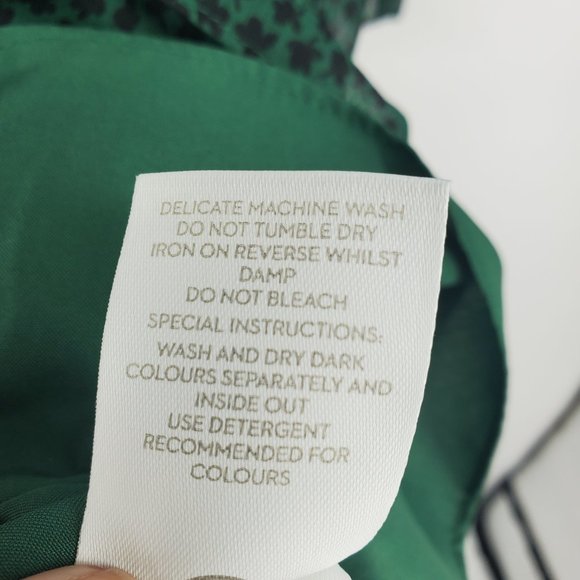 DELICATE MACHINE WASH
DO NOT TUMBLE DRY
IRON ON REVERSE WHILST
DAMP
DO NOT BLEACH
SPECIAL INSTRUCTIONS:
WASH AND DRY DARK
COLOURS SEPARATELY AND
INSIDE OUT
USE DETERGENT
RECOMMENDED FOR
COLOURS